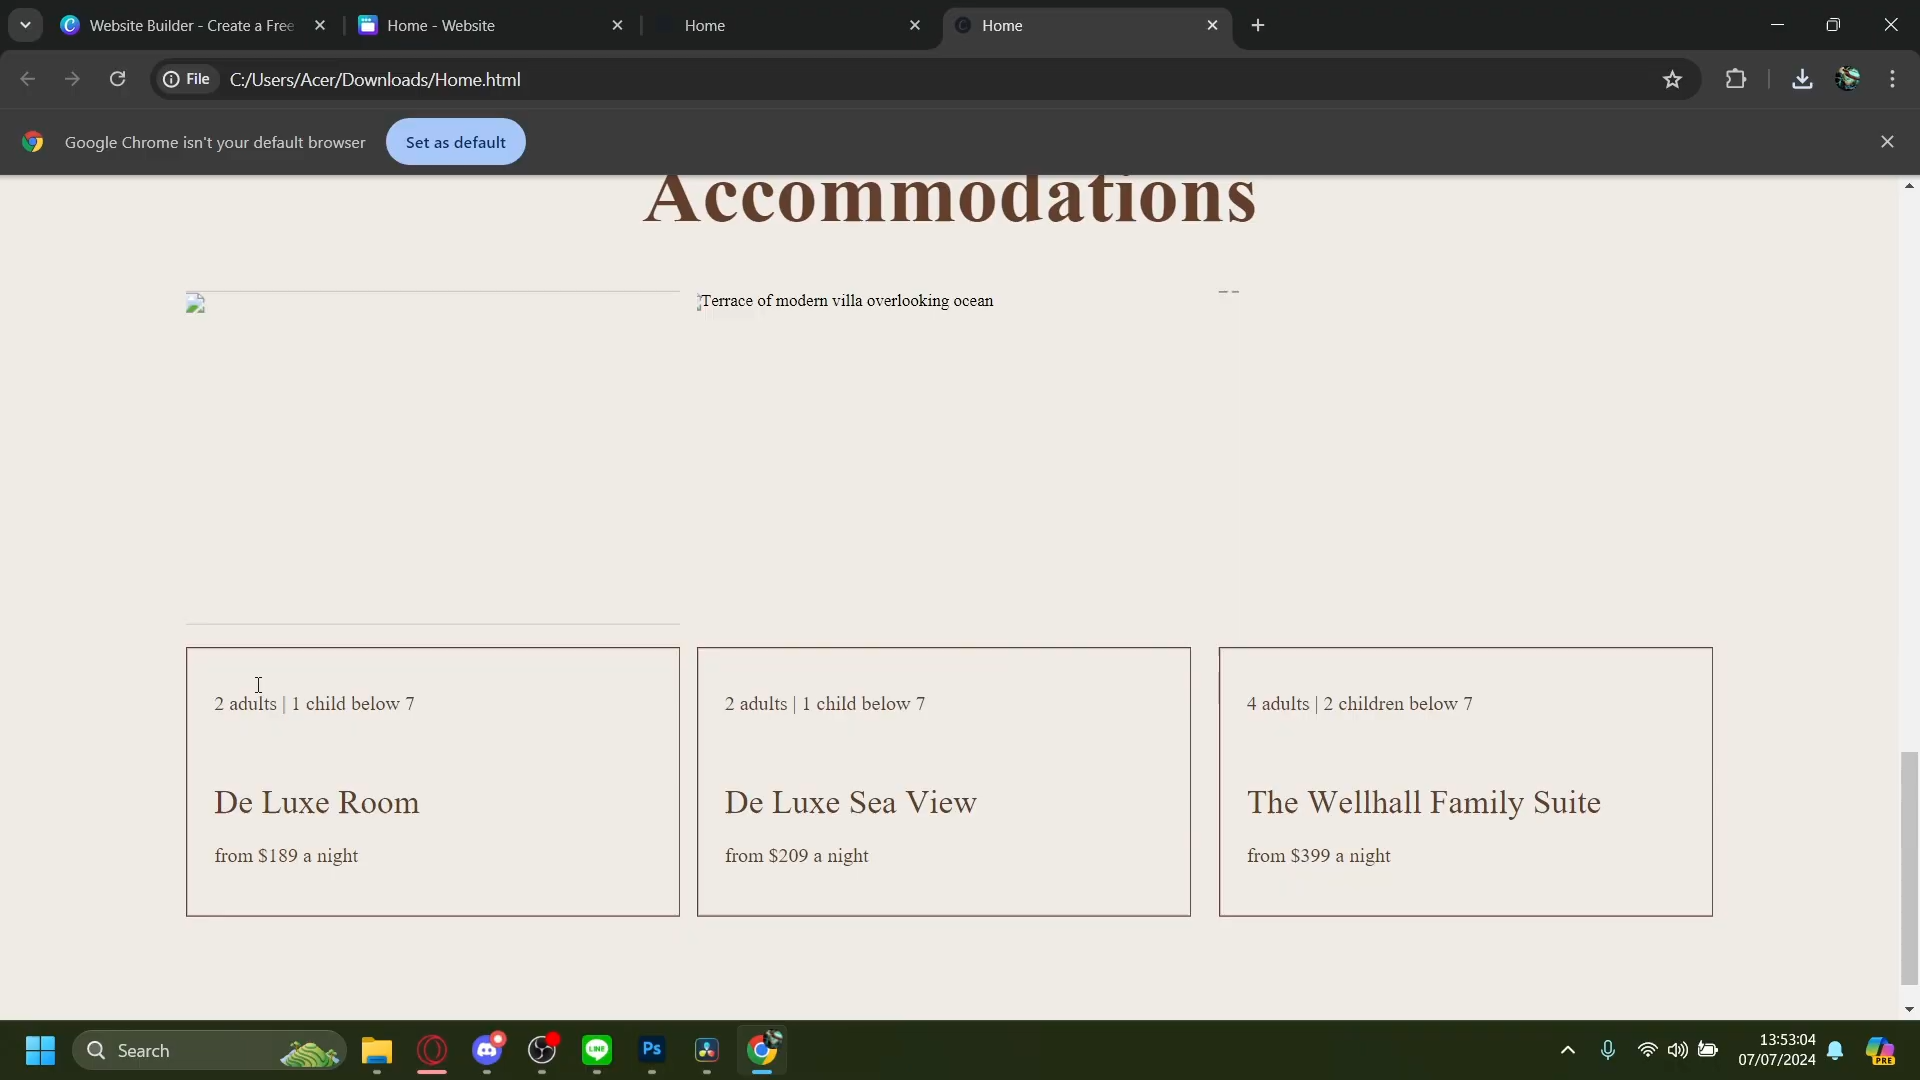 Website Builder - Create a Free
Home - Website
Home
Home
File
C:/Users/Acer/Downloads/Home.html
Google Chrome isn't your default browser
Set as default
Accommodations
Terrace of modern villa overlooking ocean
2 adults | 1 child below 7
De Luxe Room
from $189 a night
2 adults | 1 child below 7
De Luxe Sea View
from $209 a night
4 adults | 2 children below 7
The Wellhall Family Suite
from $399 a night
Search
LINE
Ps
PRE
13:53:04
07/07/2024